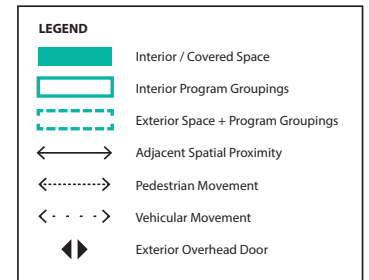 LEGEND
Interior / Covered Space
Interior Program Groupings
Exterior Space + Program Groupings
Adjacent Spatial Proximity
Pedestrian Movement
Vehicular Movement
Exterior Overhead Door